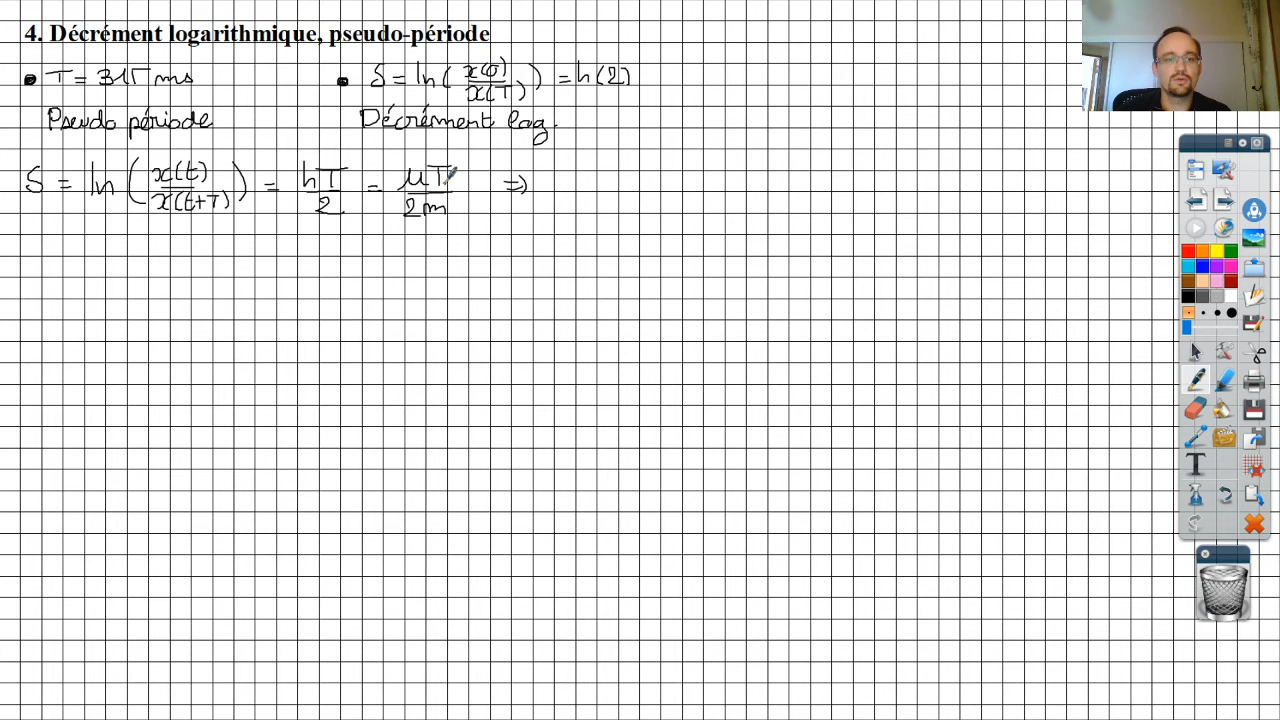 4. Décrément logarithmique, pseudo-période
• T = 315 ms • δ = ln(x(0)/x(T)) = ln(2)
Pseudo période Décrément log.
δ = ln(x(t)/x(t+T)) = hT/2 = μT/2m ⇒
T